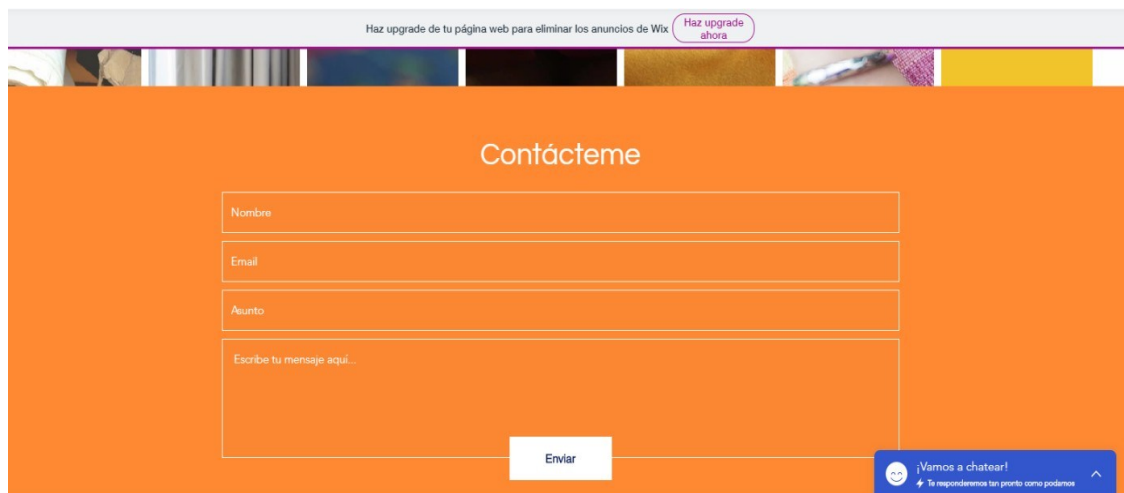 Haz upgrade de tu página web para eliminar los anuncios de Wix
Haz upgrade
ahora
Contácteme
Nombre
Email
Asunto
Escribe tu mensaje aquí...
Enviar
¡Vamos a chatear!
Te responderemos tan pronto como podamos